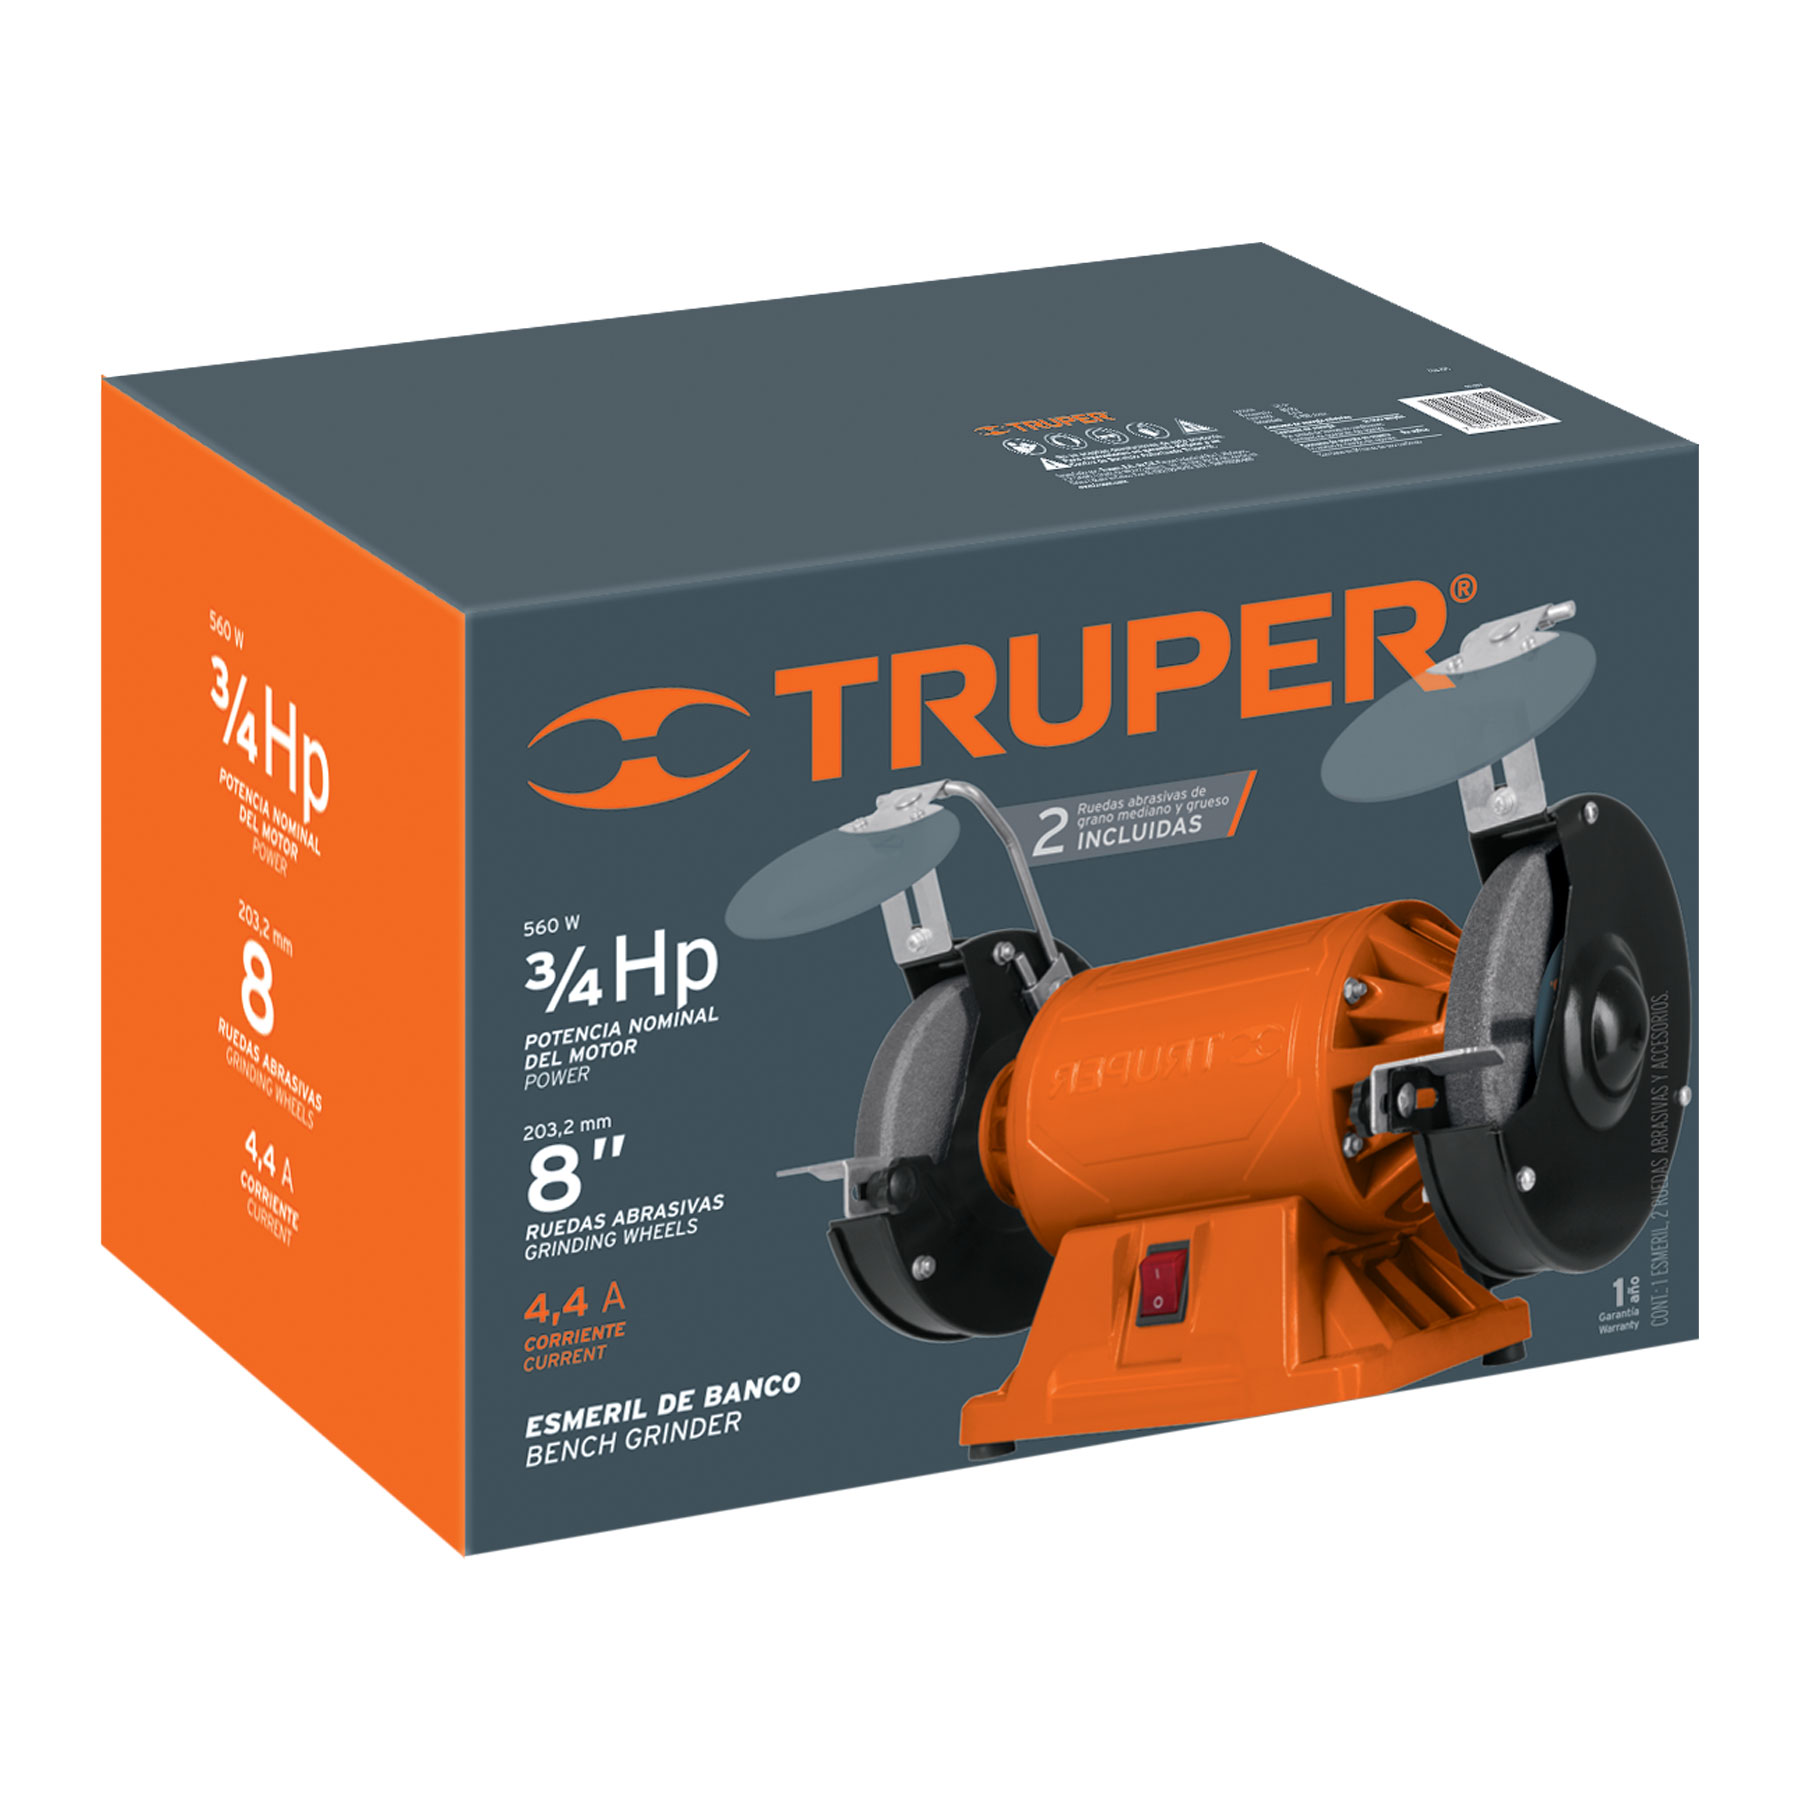 TRUPER
TRUPER®
2 Ruedas abrasivas de
grano mediano y grueso
INCLUIDAS
560 W
3/4 Hp
POTENCIA NOMINAL
DEL MOTOR
POWER
203,2 mm
8"
RUEDAS ABRASIVAS
GRINDING WHEELS
4,4 A
CORRIENTE
CURRENT
ESMERIL DE BANCO
BENCH GRINDER
TRUPER
1 año
Garantía
Warranty
CONT.: 1 ESMERIL, 2 RUEDAS ABRASIVAS Y ACCESORIOS.
560 W
3/4 Hp
POTENCIA NOMINAL
DEL MOTOR
POWER
203,2 mm
8
RUEDAS ABRASIVAS
GRINDING WHEELS
4,4 A
CORRIENTE
CURRENT